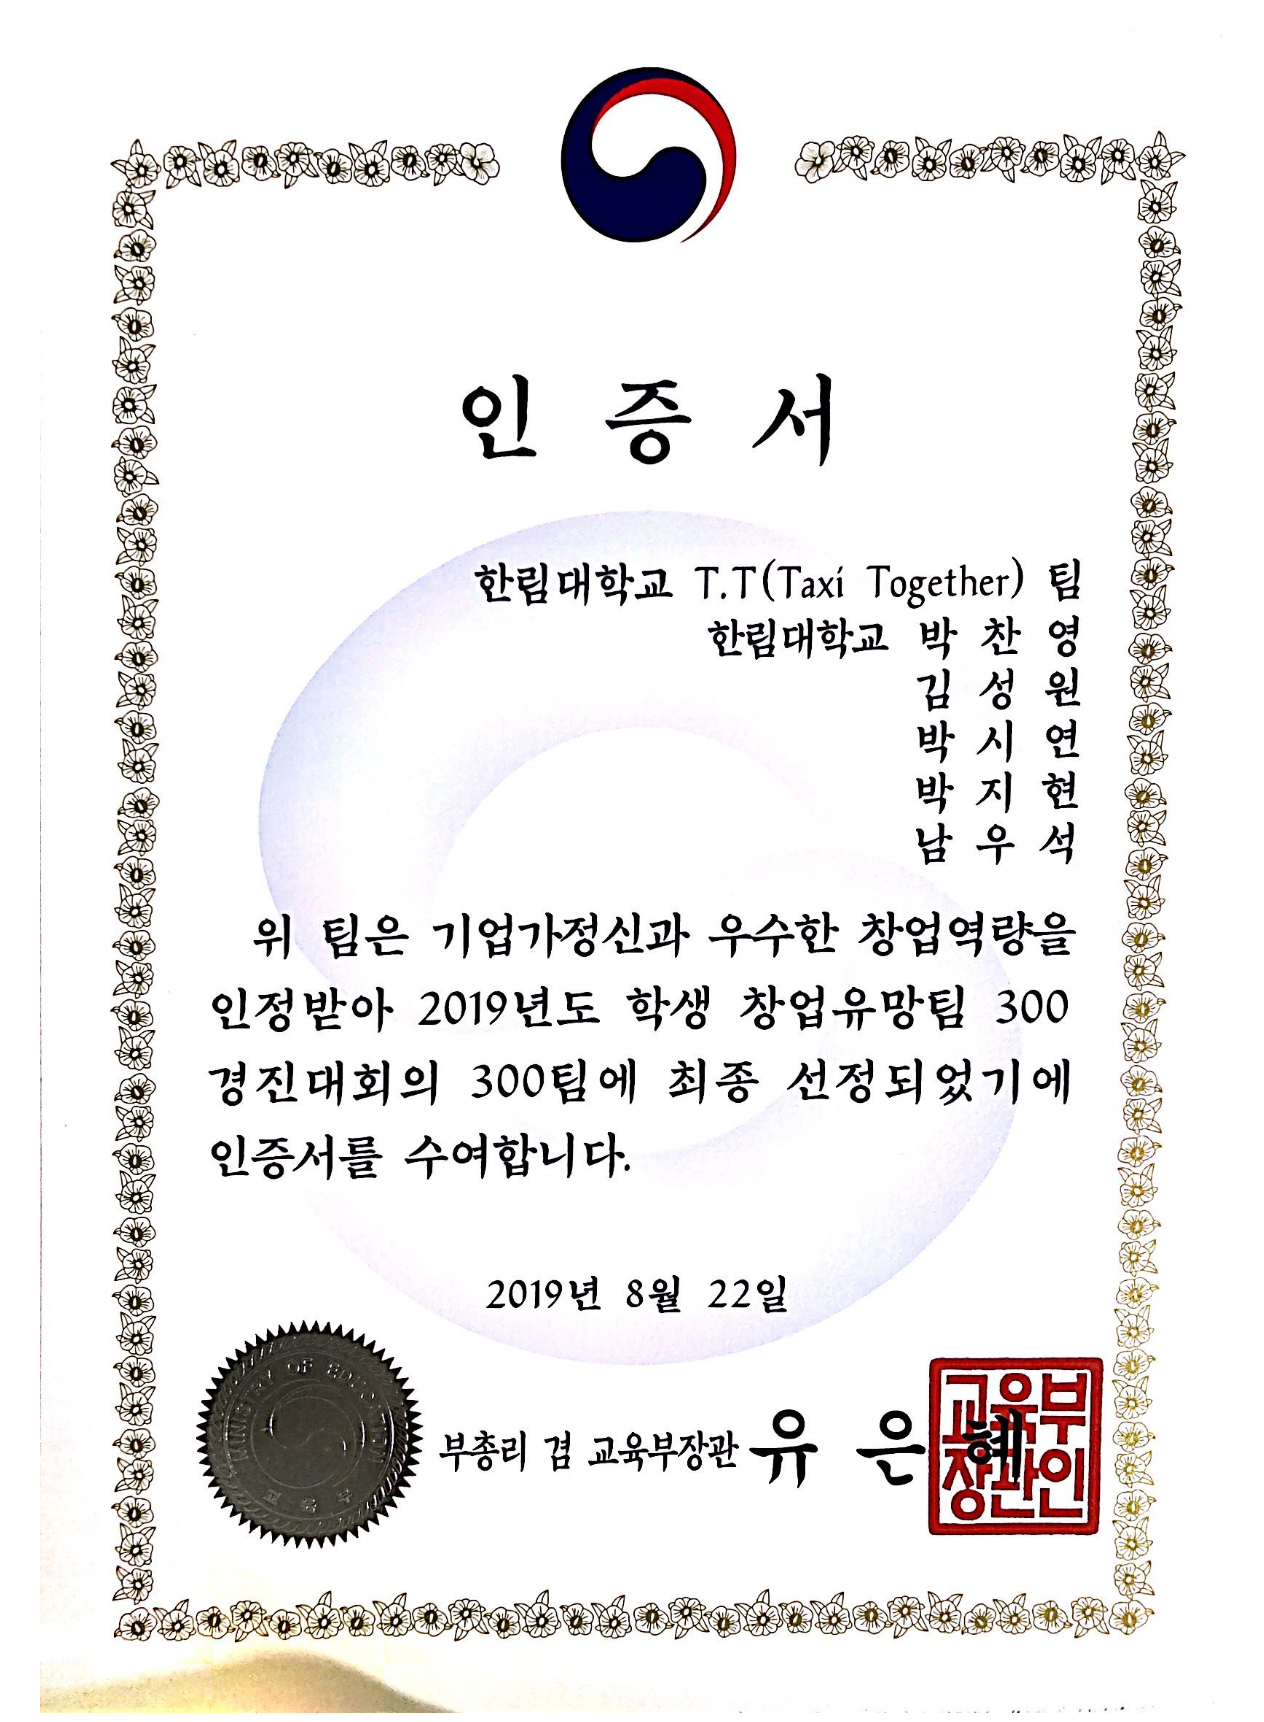 인 증 서
한림대학교 T.T(Taxi Together) 팀
한림대학교 박 찬 영
김 성 원
박 시 연
박 지 현
남 우 석
위 팀은 기업가정신과 우수한 창업역량을
인정받아 2019년도 학생 창업유망팀 300
경진대회의 300팀에 최종 선정되었기에
인증서를 수여합니다.
2019년 8월 22일
MINISTRY OF EDUCATION
교육부
부총리 겸 교육부장관 유 은 혜
교육부
장관인